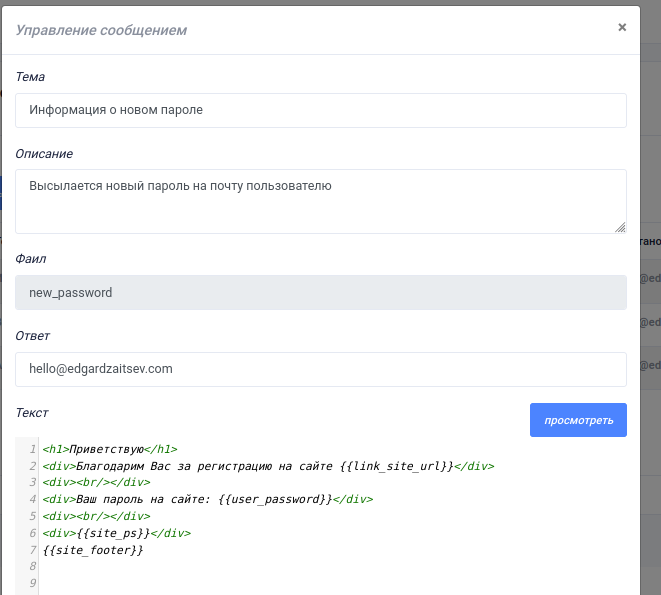 Управление сообщением ×
Тема
Информация о новом пароле
Описание
Высылается новый пароль на почту пользователю
Фаил
new_password
Ответ
hello@edgardzaitsev.com
Текст
просмотреть
1 <h1>Приветствую</h1>
2 <div>Благодарим Вас за регистрацию на сайте {{link_site_url}}</div>
3 <div><br/></div>
4 <div>Ваш пароль на сайте: {{user_password}}</div>
5 <div><br/></div>
6 <div>{{site_ps}}</div>
7 {{site_footer}}
8
9
тано
@ed
@ed
@ed